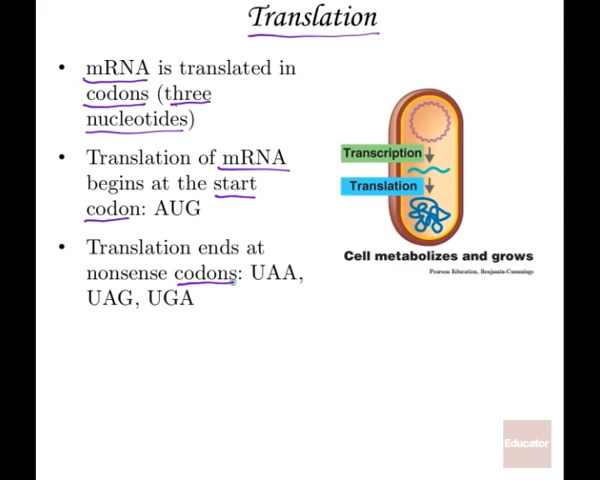 Translation
• mRNA is translated in
codons (three
nucleotides)
• Translation of mRNA
begins at the start
codon: AUG
• Translation ends at
nonsense codons: UAA,
UAG, UGA
Transcription
Translation
Cell metabolizes and grows
Pearson Education, Benjamin-Cummings
Educator